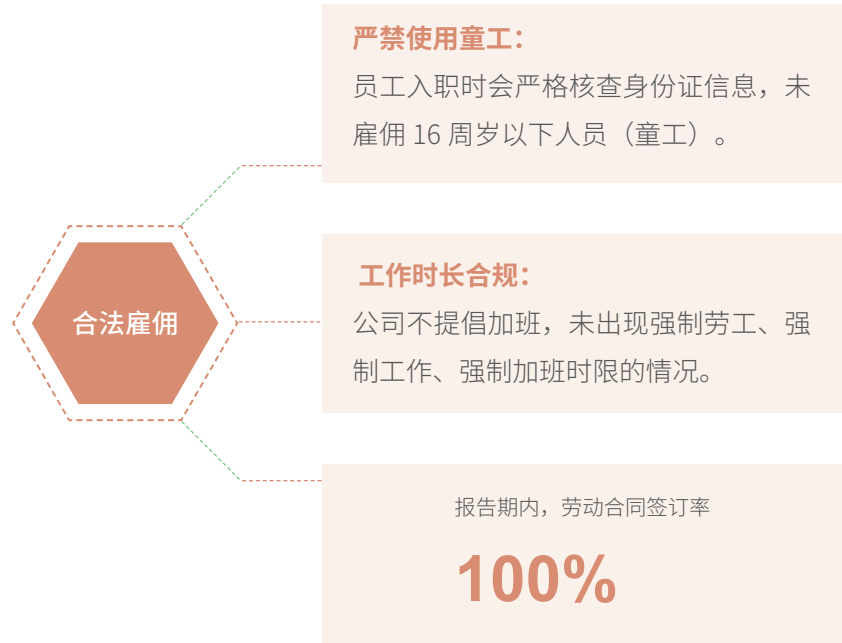 严禁使用童工：
员工入职时会严格核查身份证信息，未
雇佣 16 周岁以下人员（童工）。
合法雇佣
工作时长合规：
公司不提倡加班，未出现强制劳工、强
制工作、强制加班时限的情况。
报告期内，劳动合同签订率
100%